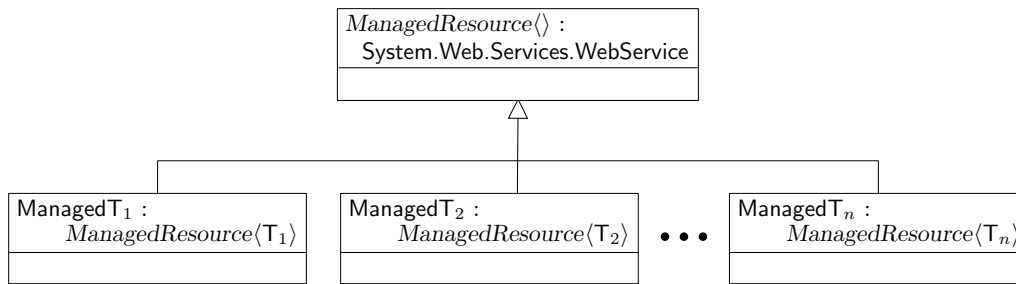 ManagedResource⟨⟩ :
System.Web.Services.WebService
ManagedT₁ :
ManagedResource⟨T₁⟩
ManagedT₂ :
ManagedResource⟨T₂⟩
• • •
ManagedTₙ :
ManagedResource⟨Tₙ⟩